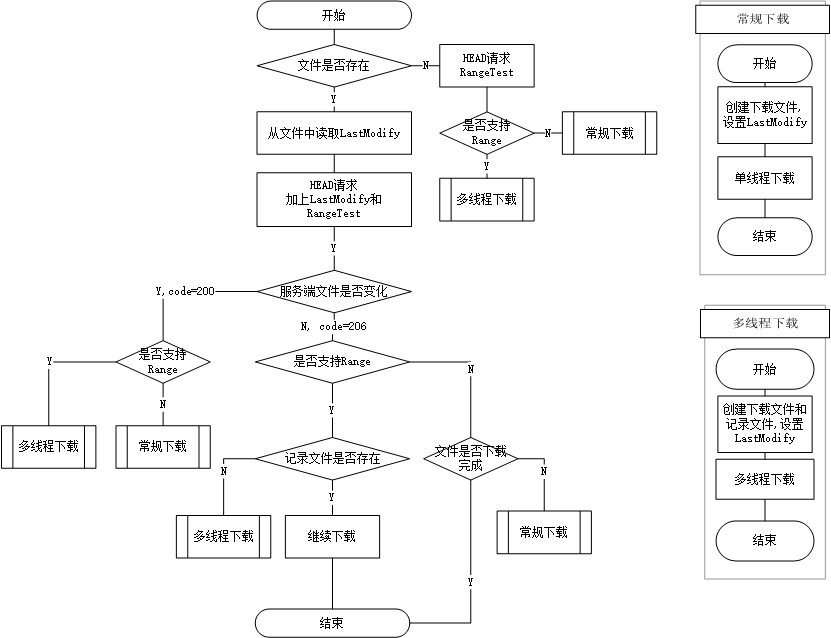 开始
文件是否存在
N
HEAD请求
RangeTest
Y
从文件中读取LastModify
是否支持
Range
N
常规下载
Y
多线程下载
HEAD请求
加上LastModify和
RangeTest
Y
服务端文件是否变化
Y,code=200
N, code=206
是否支持
Range
Y
N
多线程下载
常规下载
是否支持Range
N
Y
记录文件是否存在
N
Y
多线程下载
继续下载
文件是否下载
完成
N
常规下载
Y
结束
常规下载
开始
创建下载文件,
设置LastModify
单线程下载
结束
多线程下载
开始
创建下载文件和
记录文件,设置
LastModify
多线程下载
结束